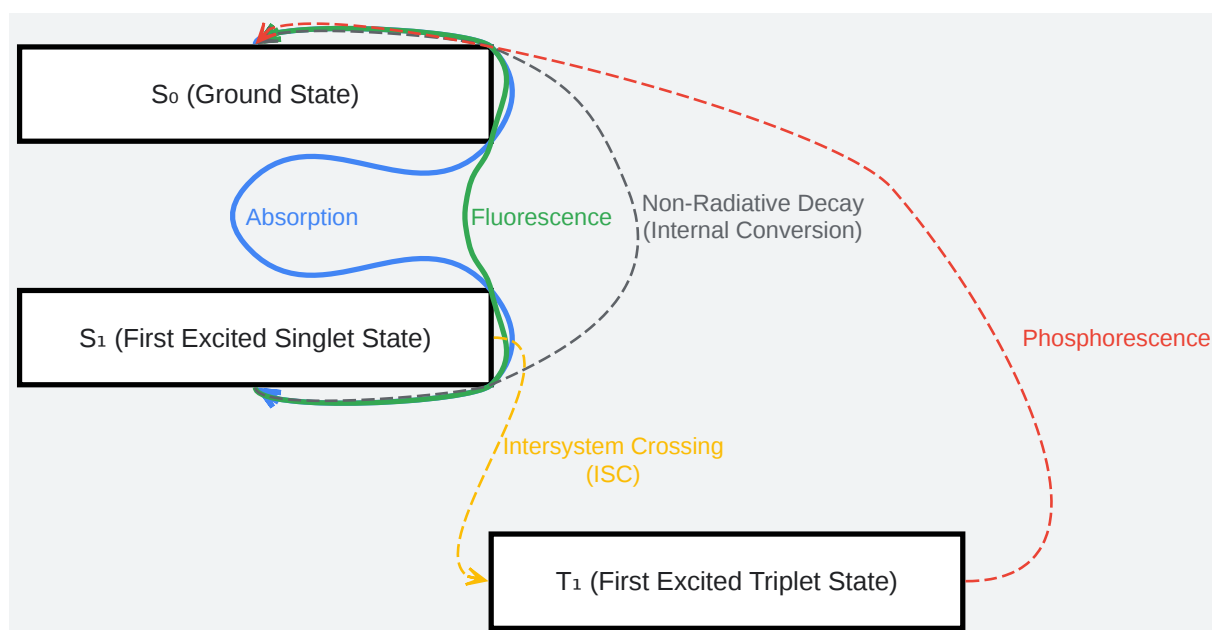 S₀ (Ground State)
Absorption
Fluorescence
Non-Radiative Decay
(Internal Conversion)
S₁ (First Excited Singlet State)
Phosphorescence
Intersystem Crossing
(ISC)
T₁ (First Excited Triplet State)